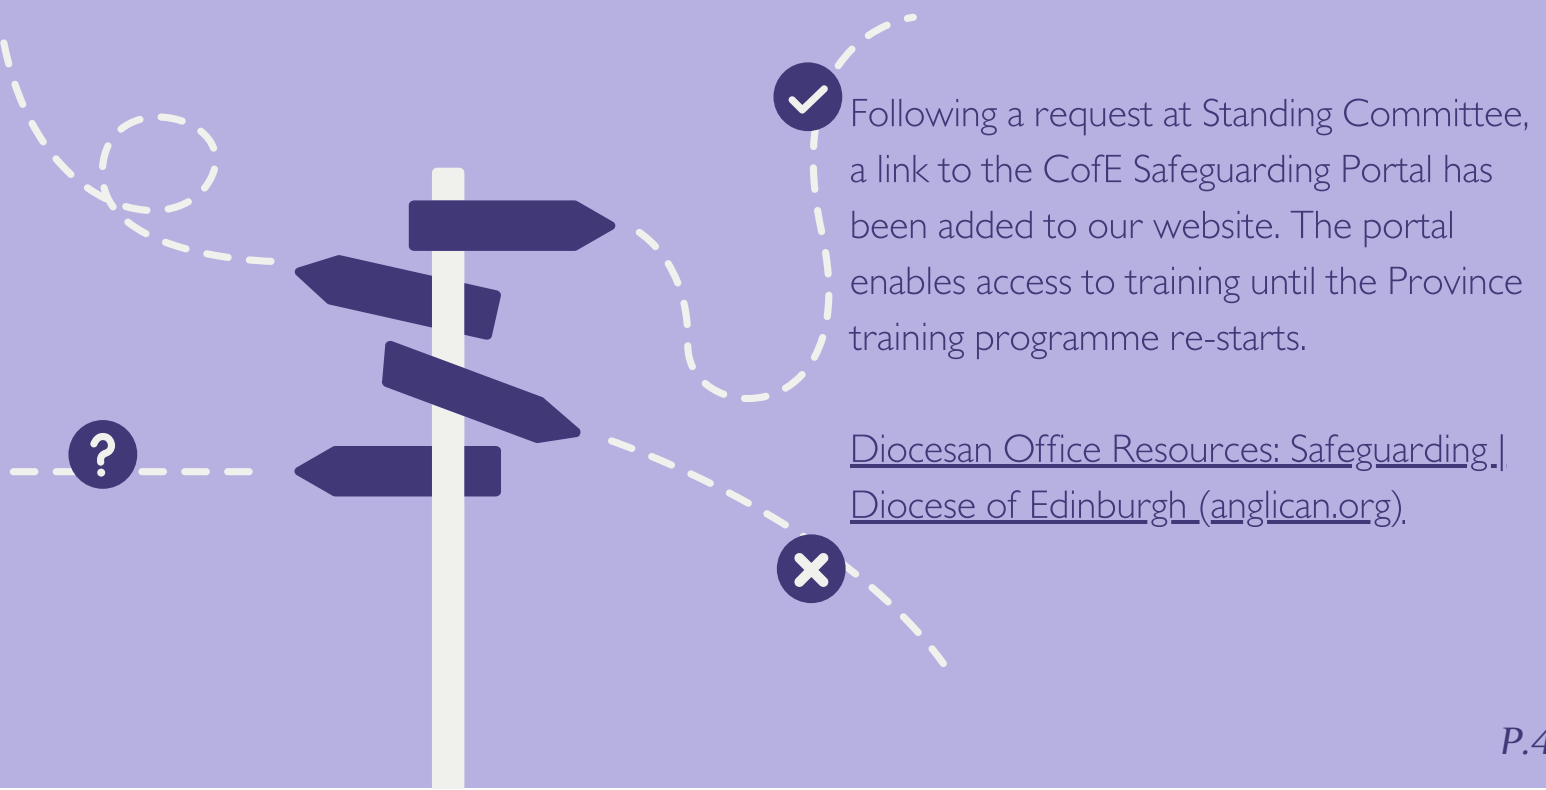 Following a request at Standing Committee,
a link to the CofE Safeguarding Portal has
been added to our website. The portal
enables access to training until the Province
training programme re-starts.
Diocesan Office Resources: Safeguarding |
Diocese of Edinburgh (anglican.org)
?
P.4